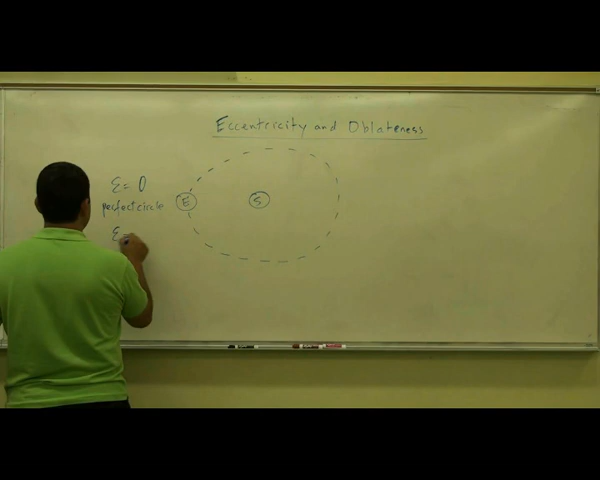 Eccentricity and Oblateness
ε = 0
perfect circle
E
S
ε =